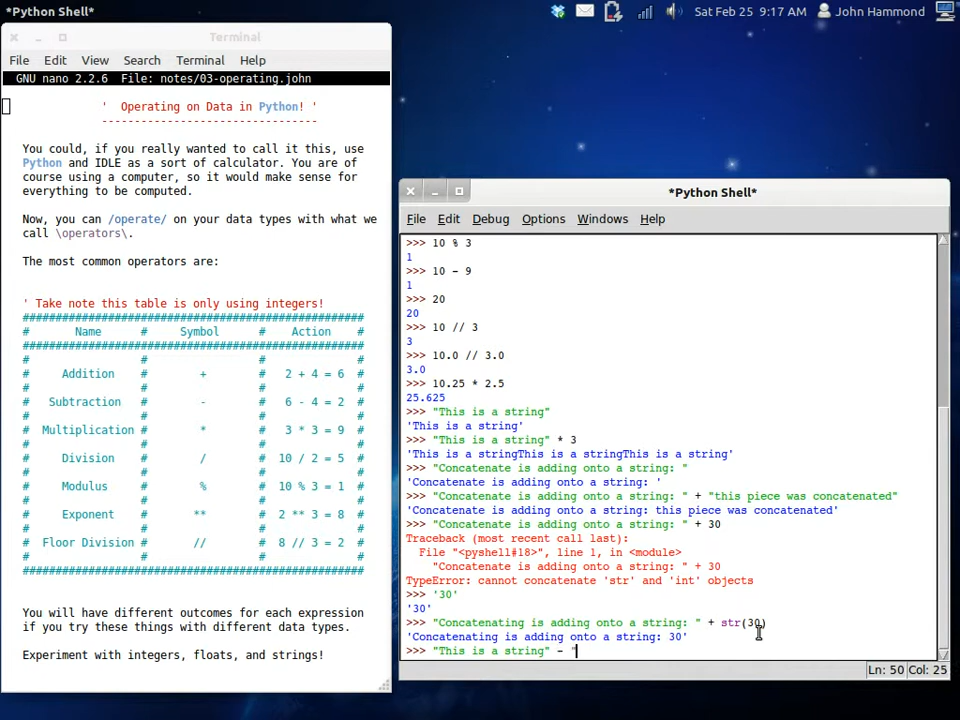 *Python Shell*
Sat Feb 25 9:17 AM John Hammond
Terminal
File Edit View Search Terminal Help
GNU nano 2.2.6 File: notes/03-operating.john
' Operating on Data in Python! '
--------------------------------
You could, if you really wanted to call it this, use
Python and IDLE as a sort of calculator. You are of
course using a computer, so it would make sense for
everything to be computed.
Now, you can /operate/ on your data types with what we
call \operators\.
The most common operators are:
' Take note this table is only using integers!
####################################################
# Name # Symbol # Action #
####################################################
# # # #
# Addition # + # 2 + 4 = 6 #
# # # #
# Subtraction # - # 6 - 4 = 2 #
# # # #
# Multiplication # * # 3 * 3 = 9 #
# # # #
# Division # / # 10 / 2 = 5 #
# # # #
# Modulus # % # 10 % 3 = 1 #
# # # #
# Exponent # ** # 2 ** 3 = 8 #
# # # #
# Floor Division # // # 8 // 3 = 2 #
# # # #
####################################################
You will have different outcomes for each expression
if you try these things with different data types.
Experiment with integers, floats, and strings!
*Python Shell*
File Edit Debug Options Windows Help
>>> 10 % 3
1
>>> 10 - 9
1
>>> 20
20
>>> 10 // 3
3
>>> 10.0 // 3.0
3.0
>>> 10.25 * 2.5
25.625
>>> "This is a string"
'This is a string'
>>> "This is a string" * 3
'This is a stringThis is a stringThis is a string'
>>> "Concatenate is adding onto a string: "
'Concatenate is adding onto a string: '
>>> "Concatenate is adding onto a string: " + "this piece was concatenated"
'Concatenate is adding onto a string: this piece was concatenated'
>>> "Concatenate is adding onto a string: " + 30
Traceback (most recent call last):
File "<pyshell#18>", line 1, in <module>
"Concatenate is adding onto a string: " + 30
TypeError: cannot concatenate 'str' and 'int' objects
>>> '30'
'30'
>>> "Concatenating is adding onto a string: " + str(30)
'Concatenating is adding onto a string: 30'
>>> "This is a string" - "
Ln: 50 Col: 25